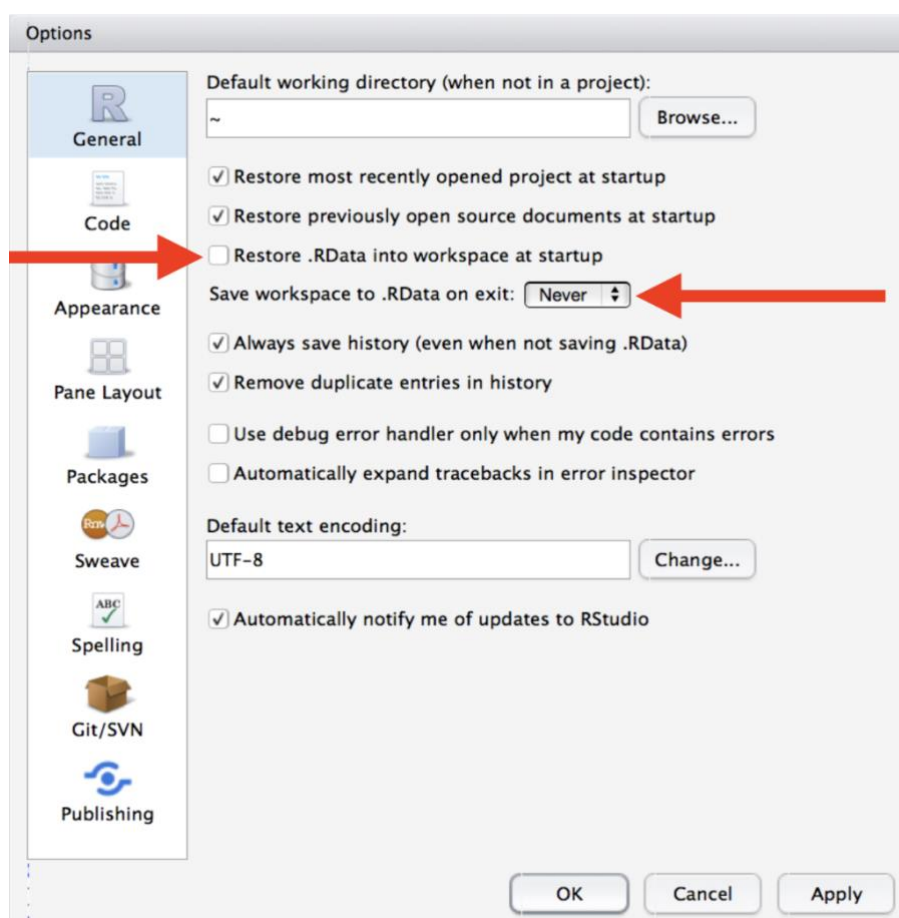 Options
General
Code
Appearance
Pane Layout
Packages
Rnw
Sweave
ABC
Spelling
Git/SVN
Publishing
Default working directory (when not in a project):
~
Browse...
Restore most recently opened project at startup
Restore previously open source documents at startup
Restore .RData into workspace at startup
Save workspace to .RData on exit: Never
Always save history (even when not saving .RData)
Remove duplicate entries in history
Use debug error handler only when my code contains errors
Automatically expand tracebacks in error inspector
Default text encoding:
UTF-8
Change...
Automatically notify me of updates to RStudio
OK Cancel Apply